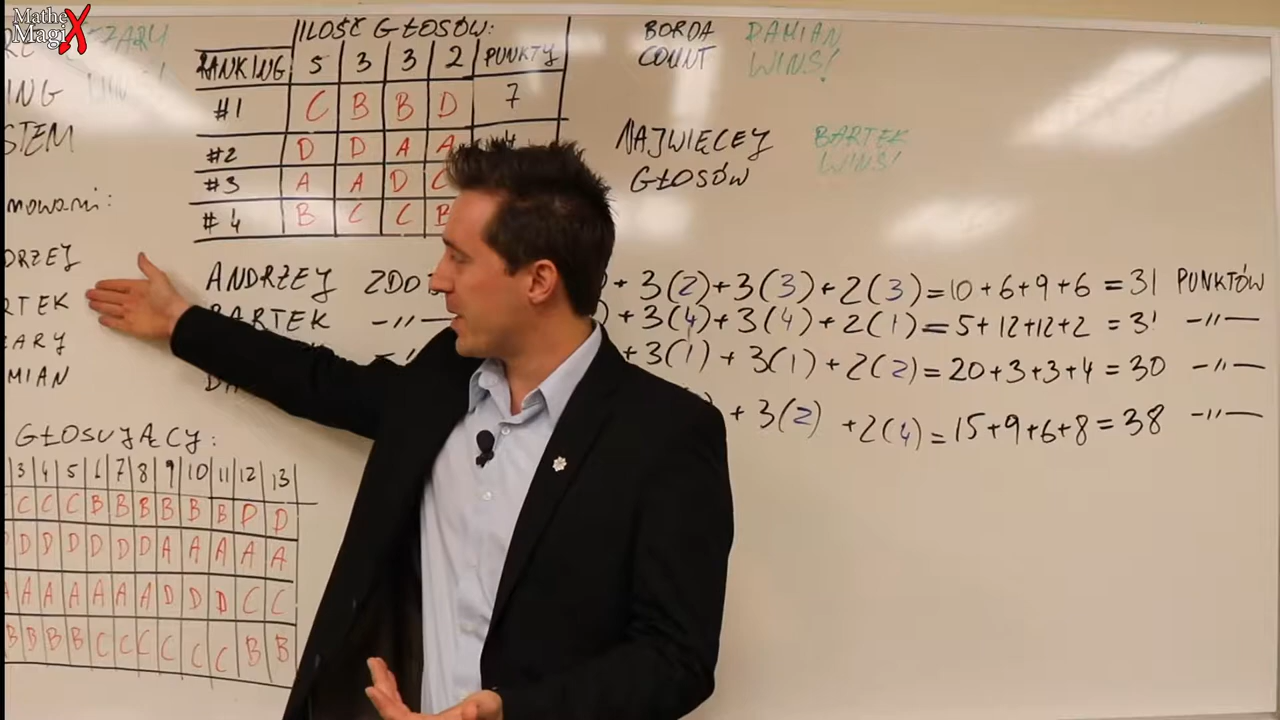 Mathe
MagiX
ILOŚĆ GŁOSÓW:
RANKING 5 3 3 2 PUNKTY
#1 C B B D 7
#2 D D A A
#3 A A D C
#4 B C C B
BORDA
COUNT
DAMIAN
WINS!
NAJWIĘCEJ
GŁOSÓW
BARTEK
WINS!
ING
STEM
mowani:
DRZEJ
RTEK
ZARY
MIAN
ANDRZEJ ZDOB + 3(2)+3(3)+2(3)=10+6+9+6 =31 PUNKTÓW
BARTEK -"- ) +3(4)+3(4)+2(1)=5+12+12+2 =31 -"-
+3(1)+3(1)+2(2)=20+3+3+4=30 -"-
DA ) +3(2) +2(4)=15+9+6+8=38 -"-
GŁOSUJĄCY:
3 4 5 6 7 8 9 10 11 12 13
C C C B B B B B B D D
D D D D D D A A A A A
A A A A A A A D D D C C
B B B B C C C C C C B B